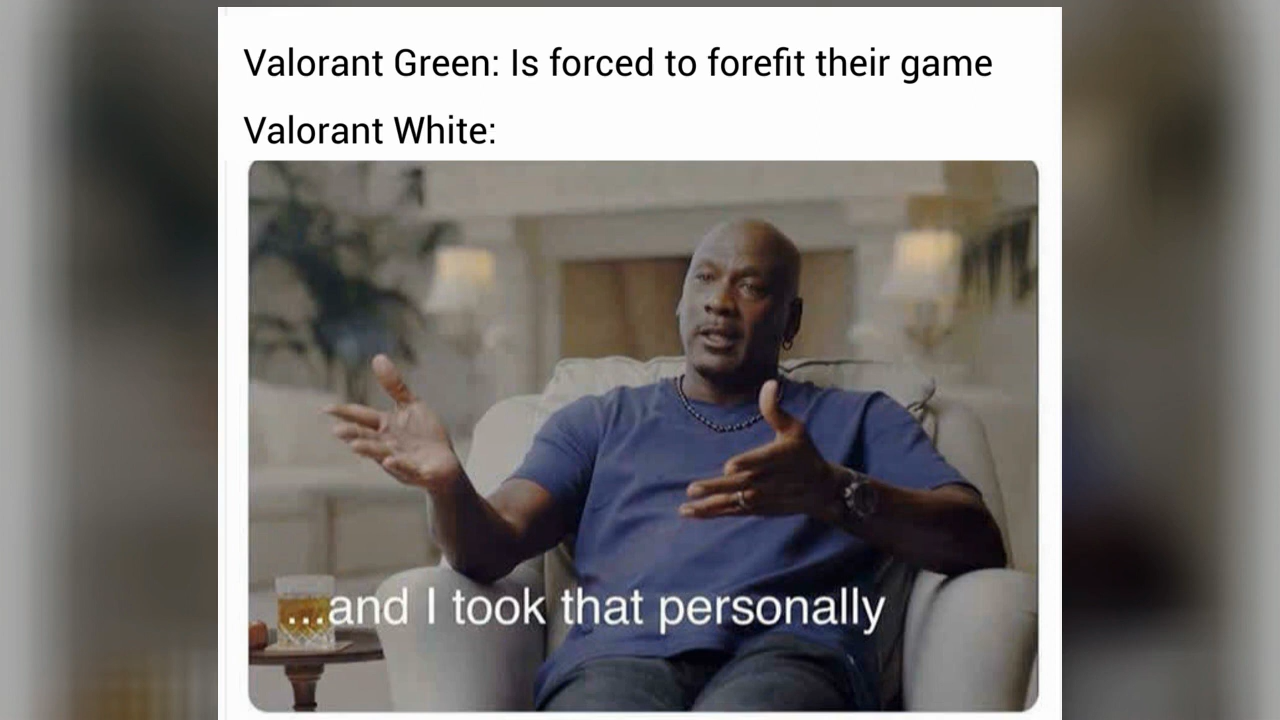 Valorant Green: Is forced to forefit their game
Valorant White:
...and I took that personally